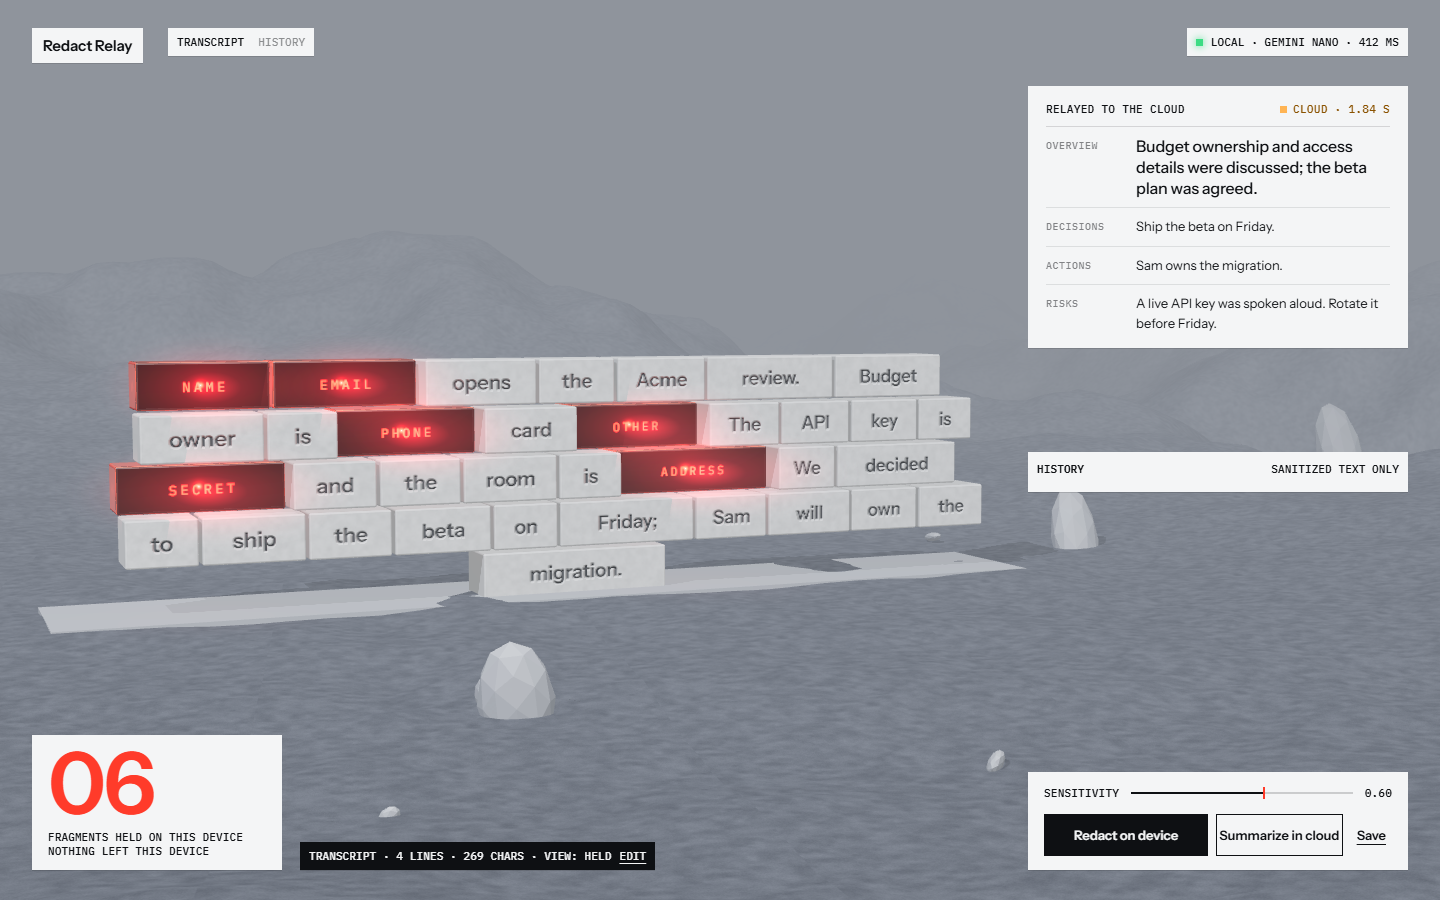 Redact Relay
TRANSCRIPT HISTORY
LOCAL · GEMINI NANO · 412 MS
RELAYED TO THE CLOUD
CLOUD · 1.84 S
OVERVIEW
Budget ownership and access
details were discussed; the beta
plan was agreed.
DECISIONS
Ship the beta on Friday.
ACTIONS
Sam owns the migration.
RISKS
A live API key was spoken aloud. Rotate it
before Friday.
NAME EMAIL opens the Acme review. Budget
owner is PHONE card OTHER The API key is
SECRET and the room is ADDRESS We decided
to ship the beta on Friday; Sam will own the
migration.
HISTORY
SANITIZED TEXT ONLY
06
FRAGMENTS HELD ON THIS DEVICE
NOTHING LEFT THIS DEVICE
TRANSCRIPT · 4 LINES · 269 CHARS · VIEW: HELD EDIT
SENSITIVITY 0.60
Redact on device
Summarize in cloud
Save